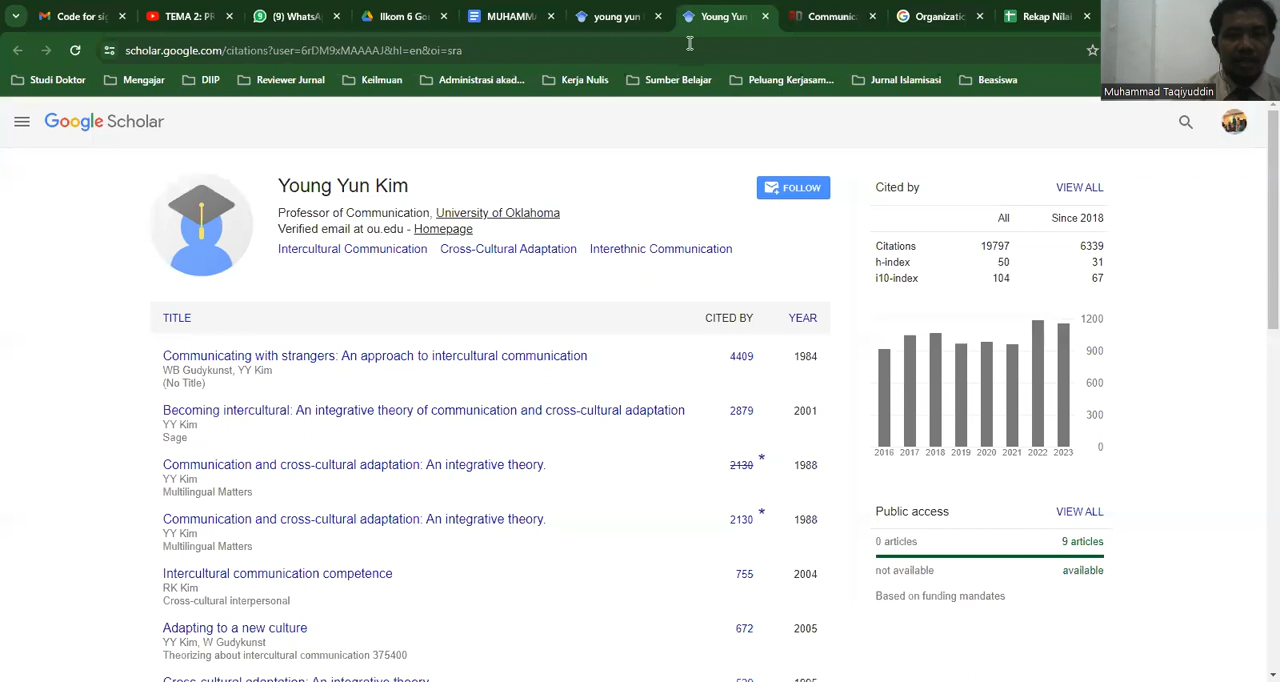 Code for sig
TEMA 2: PR
(9) WhatsA
Ilkom 6 Go
MUHAMM
young yun
Young Yun
Communic
Organizatio
Rekap Nilai
scholar.google.com/citations?user=6rDM9xMAAAAJ&hl=en&oi=sra
Studi Doktor
Mengajar
DIIP
Reviewer Jurnal
Keilmuan
Administrasi akad...
Kerja Nulis
Sumber Belajar
Peluang Kerjasam...
Jurnal Islamisasi
Beasiswa
Muhammad Taqiyuddin
Google Scholar
Young Yun Kim
FOLLOW
Professor of Communication, University of Oklahoma
Verified email at ou.edu - Homepage
Intercultural Communication Cross-Cultural Adaptation Interethnic Communication
TITLE CITED BY YEAR
Communicating with strangers: An approach to intercultural communication 4409 1984
WB Gudykunst, YY Kim
(No Title)
Becoming intercultural: An integrative theory of communication and cross-cultural adaptation 2879 2001
YY Kim
Sage
Communication and cross-cultural adaptation: An integrative theory. 2130 * 1988
YY Kim
Multilingual Matters
Communication and cross-cultural adaptation: An integrative theory. 2130 * 1988
YY Kim
Multilingual Matters
Intercultural communication competence 755 2004
RK Kim
Cross-cultural interpersonal
Adapting to a new culture 672 2005
YY Kim, W Gudykunst
Theorizing about intercultural communication 375400
Cross-cultural adaptation: An integrative theory
Cited by VIEW ALL
All Since 2018
Citations 19797 6339
h-index 50 31
i10-index 104 67
1200
900
600
300
0
2016 2017 2018 2019 2020 2021 2022 2023
Public access VIEW ALL
0 articles 9 articles
not available available
Based on funding mandates